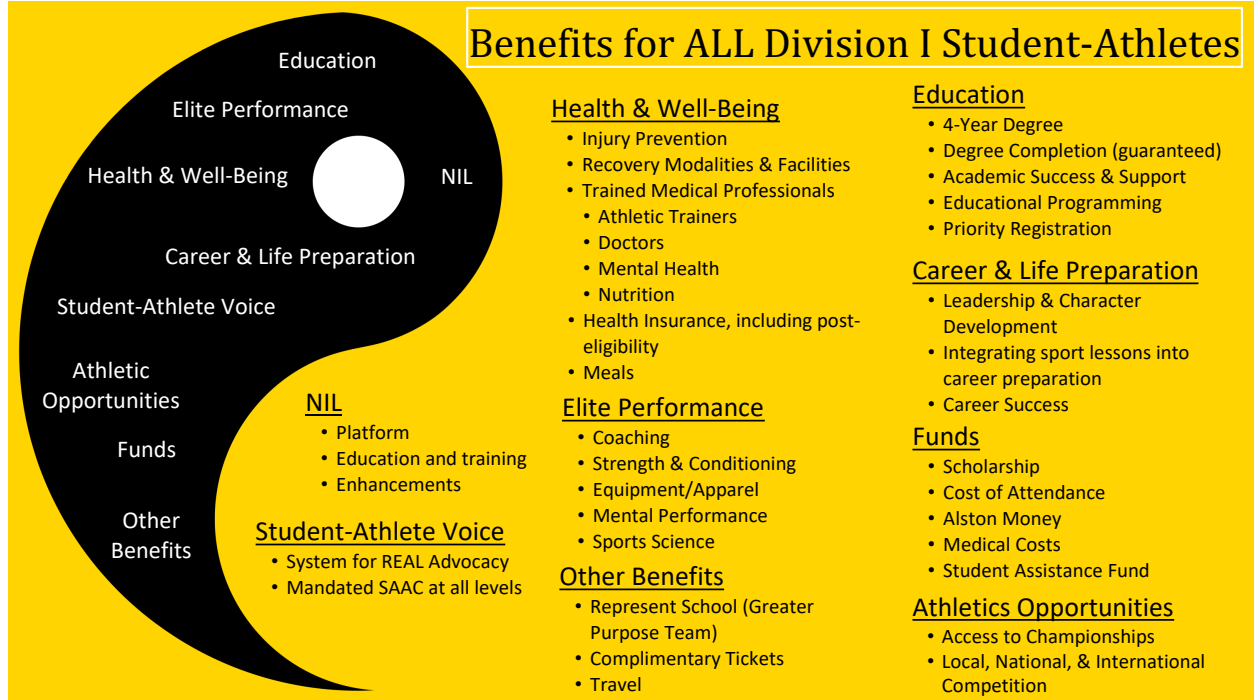 Benefits for ALL Division I Student-Athletes
Education
Elite Performance
Health & Well-Being
NIL
Career & Life Preparation
Student-Athlete Voice
Athletic
Opportunities
Funds
Other
Benefits
NIL
• Platform
• Education and training
• Enhancements
Student-Athlete Voice
• System for REAL Advocacy
• Mandated SAAC at all levels
Health & Well-Being
• Injury Prevention
• Recovery Modalities & Facilities
• Trained Medical Professionals
• Athletic Trainers
• Doctors
• Mental Health
• Nutrition
• Health Insurance, including post-
eligibility
• Meals
Elite Performance
• Coaching
• Strength & Conditioning
• Equipment/Apparel
• Mental Performance
• Sports Science
Other Benefits
• Represent School (Greater
Purpose Team)
• Complimentary Tickets
• Travel
Education
• 4-Year Degree
• Degree Completion (guaranteed)
• Academic Success & Support
• Educational Programming
• Priority Registration
Career & Life Preparation
• Leadership & Character
Development
• Integrating sport lessons into
career preparation
• Career Success
Funds
• Scholarship
• Cost of Attendance
• Alston Money
• Medical Costs
• Student Assistance Fund
Athletics Opportunities
• Access to Championships
• Local, National, & International
Competition